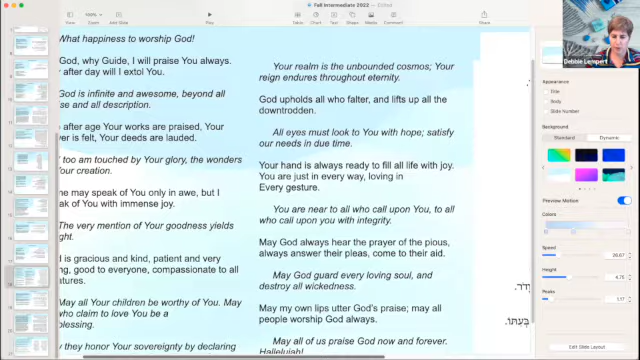 Fall Intermediate 2022 — Edited
100%
View
Zoom
Add Slide
Play
Table
Chart
Text
Shape
Media
Comment
Share
Format
Animate
Document
Debbie Lempert
What happiness to worship God!
God, why Guide, I will praise You always.
after day will I extol You.
God is infinite and awesome, beyond all
se and all description.
after age Your works are praised, Your
er is felt, Your deeds are lauded.
too am touched by Your glory, the wonders
Your creation.
ne may speak of You only in awe, but I
ak of You with immense joy.
The very mention of Your goodness yields
ght.
d is gracious and kind, patient and very
ng, good to everyone, compassionate to all
atures.
May all Your children be worthy of You. May
who claim to love You be a
blessing.
y they honor Your sovereignty by declaring
Your realm is the unbounded cosmos; Your
reign endures throughout eternity.
God upholds all who falter, and lifts up all the
downtrodden.
All eyes must look to You with hope; satisfy
our needs in due time.
Your hand is always ready to fill all life with joy.
You are just in every way, loving in
Every gesture.
You are near to all who call upon You, to all
who call upon You with integrity.
May God always hear the prayer of the pious,
always answer their pleas, come to their aid.
May God guard every loving soul, and
destroy all wickedness.
May my own lips utter God's praise; may all
people worship God always.
May all of us praise God now and forever.
Hallelujah!
Appearance
Title
Body
Slide Number
Background
Standard
Dynamic
Preview Motion
Colors
Speed
Height
Peaks
Edit Slide Layout